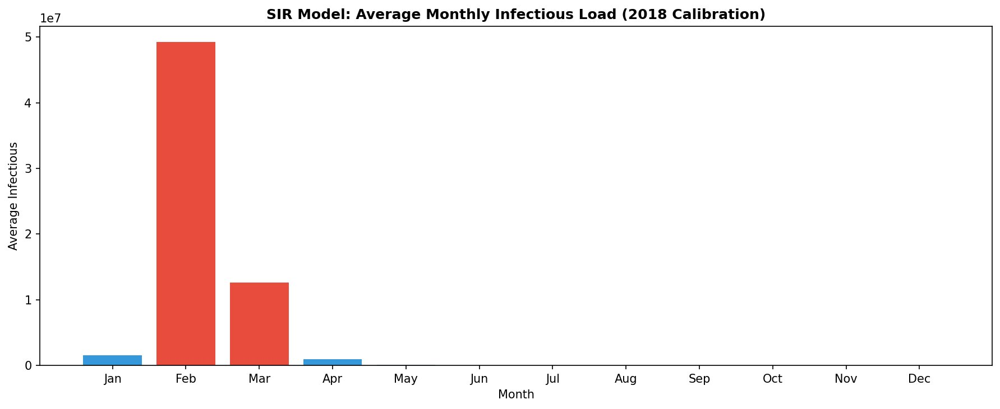 SIR Model: Average Monthly Infectious Load (2018 Calibration)
1e7
5
4
3
2
1
0
Average Infectious
Jan Feb Mar Apr May Jun Jul Aug Sep Oct Nov Dec
Month